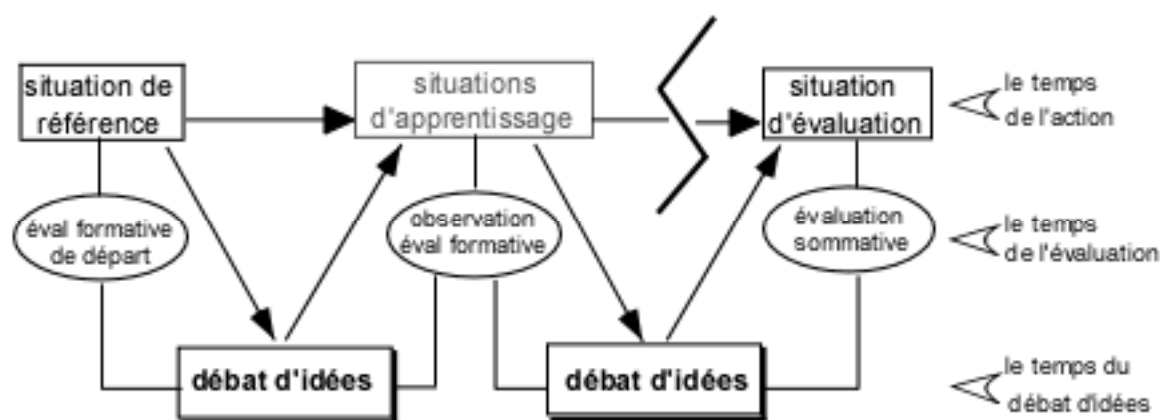 situation de
référence
situations
d'apprentissage
situation
d'évaluation
le temps
de l'action
éval formative
de départ
observation
éval formative
évaluation
sommative
le temps
de l'évaluation
débat d'idées
débat d'idées
le temps du
débat d'idées